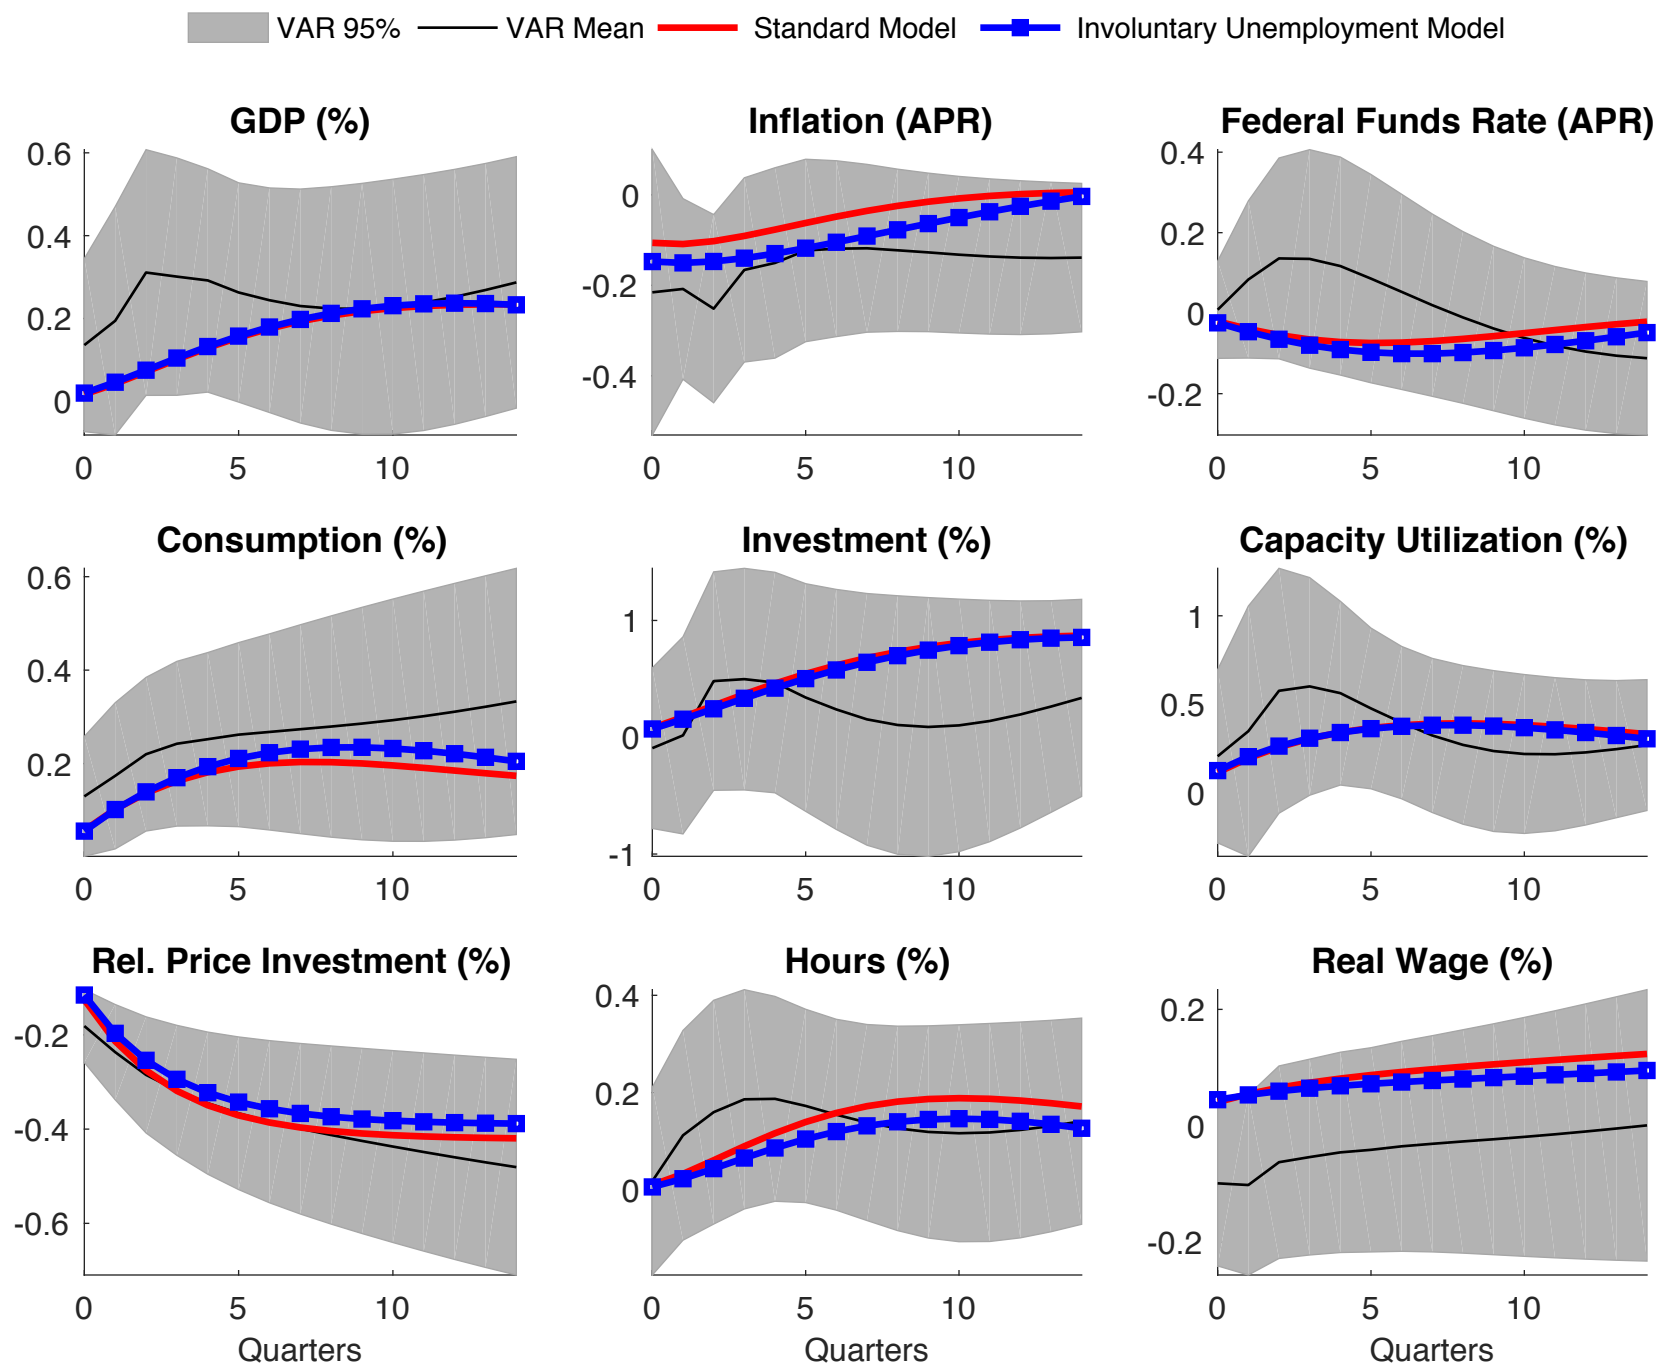 VAR 95% VAR Mean Standard Model Involuntary Unemployment Model
GDP (%) Inflation (APR) Federal Funds Rate (APR)
0.6
0.4
0.2
0
0 5 10
0
-0.2
-0.4
0 5 10
0.4
0.2
0
-0.2
0 5 10
Consumption (%) Investment (%) Capacity Utilization (%)
0.6
0.4
0.2
0 5 10
1
0
-1
0 5 10
1
0.5
0
0 5 10
Rel. Price Investment (%) Hours (%) Real Wage (%)
-0.2
-0.4
-0.6
0 5 10
Quarters
0.4
0.2
0
0 5 10
Quarters
0.2
0
-0.2
0 5 10
Quarters